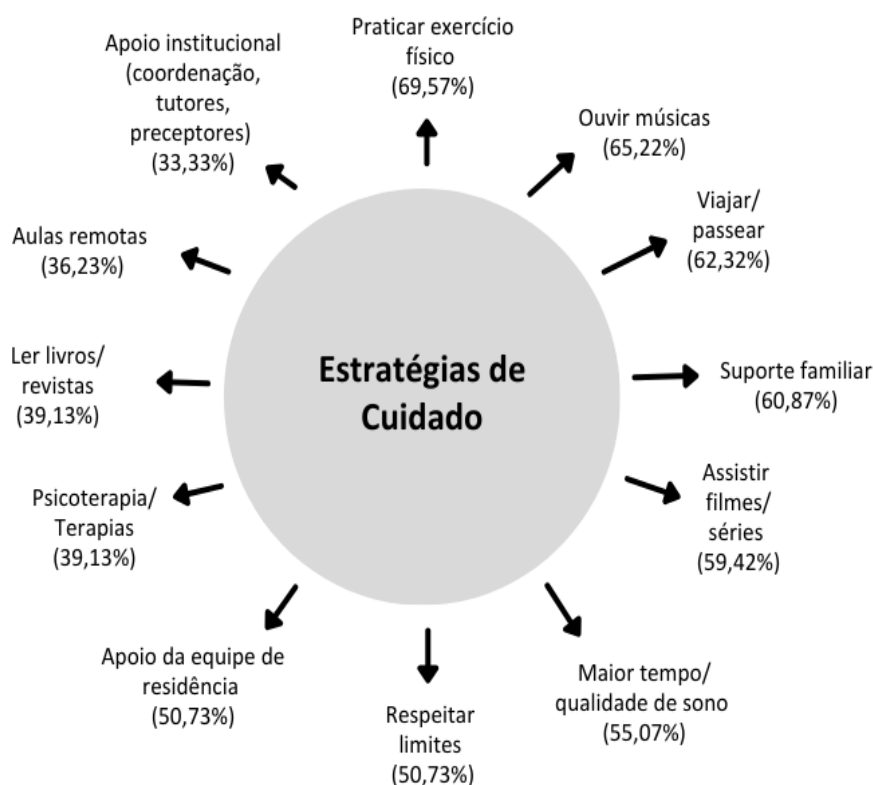 Praticar exercício
físico
(69,57%)
Ouvir músicas
(65,22%)
Viajar/
passear
(62,32%)
Suporte familiar
(60,87%)
Assistir
filmes/
séries
(59,42%)
Maior tempo/
qualidade de sono
(55,07%)
Respeitar
limites
(50,73%)
Apoio da equipe de
residência
(50,73%)
Psicoterapia/
Terapias
(39,13%)
Ler livros/
revistas
(39,13%)
Aulas remotas
(36,23%)
Apoio institucional
(coordenação,
tutores,
preceptores)
(33,33%)
Estratégias de
Cuidado